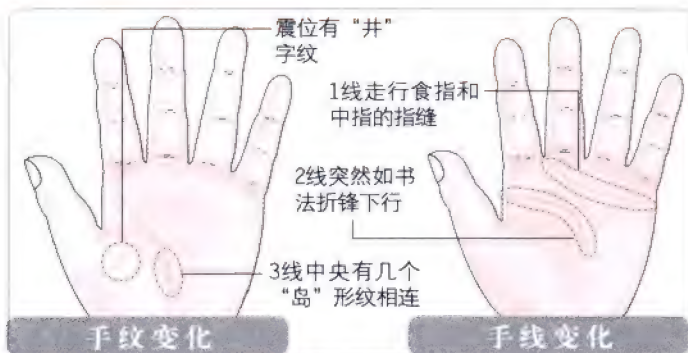 震位有“井”
字纹
1线走行食指和
中指的指缝
2线突然如书
法折锋下行
3线中央有几个
“岛”形纹相连
手纹变化
手线变化